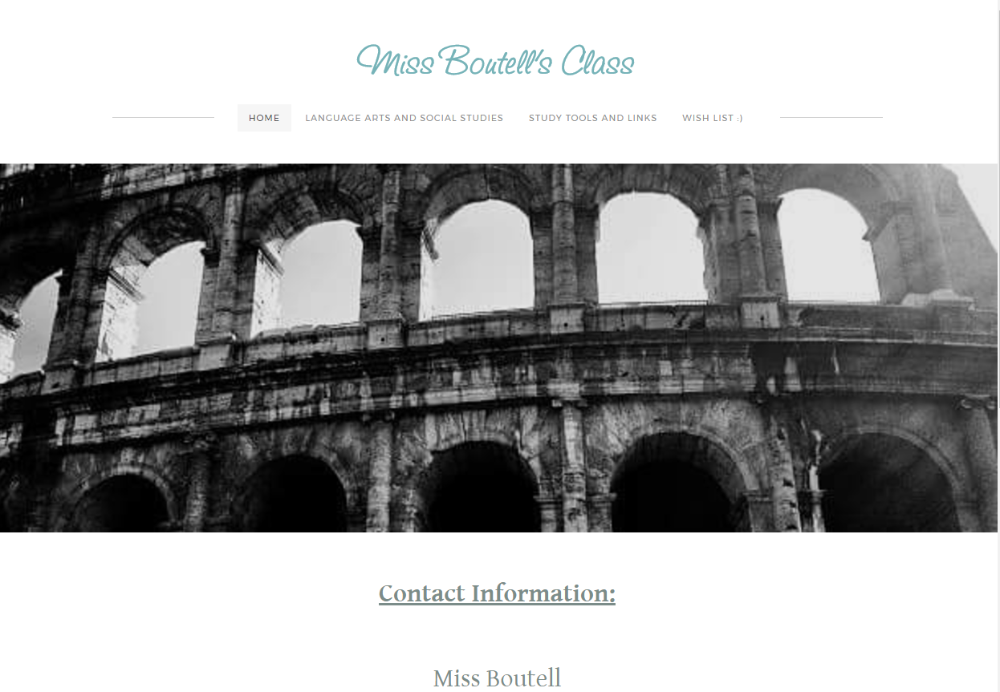 Miss Boutell's Class
HOME LANGUAGE ARTS AND SOCIAL STUDIES STUDY TOOLS AND LINKS WISH LIST :)
Contact Information:
Miss Boutell